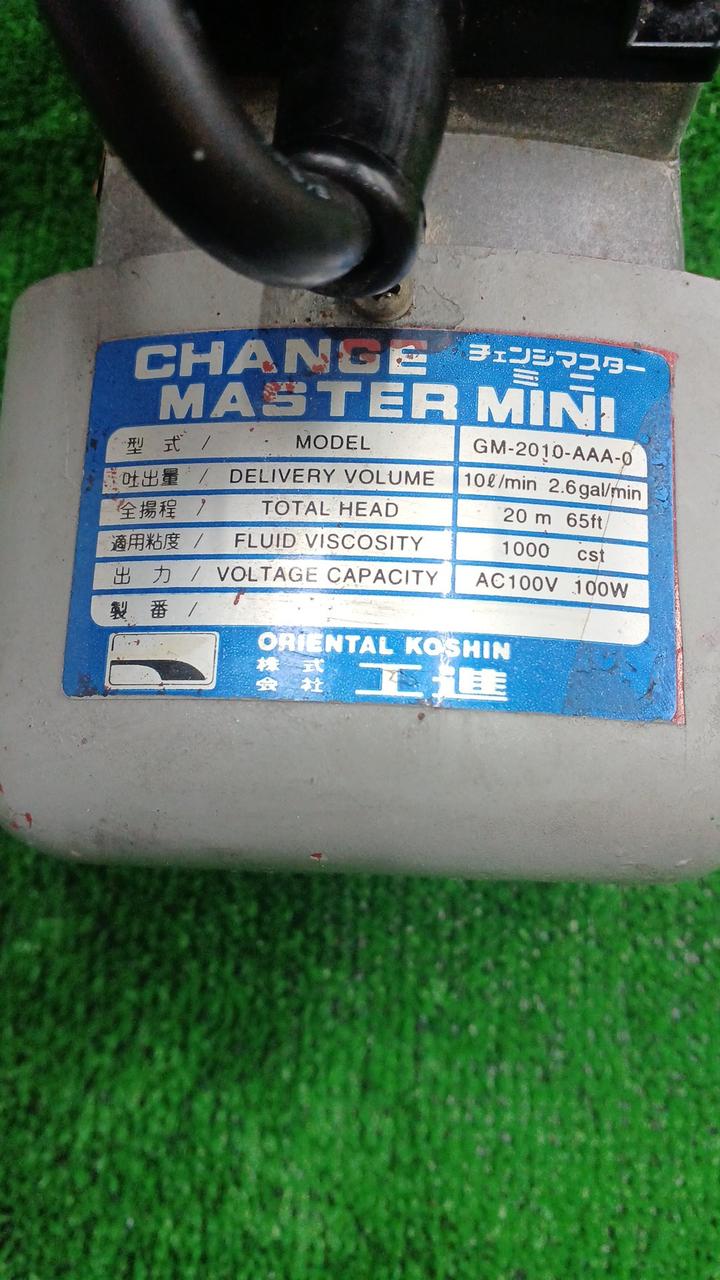 CHANGE チェンジマスター
MASTER MINI ミニ
型式 / MODEL GM-2010-AAA-0
吐出量 / DELIVERY VOLUME 10ℓ/min 2.6gal/min
全揚程 / TOTAL HEAD 20 m 65ft
適用粘度 / FLUID VISCOSITY 1000 cst
出力 / VOLTAGE CAPACITY AC100V 100W
製番 /
ORIENTAL KOSHIN
株式会社 工進